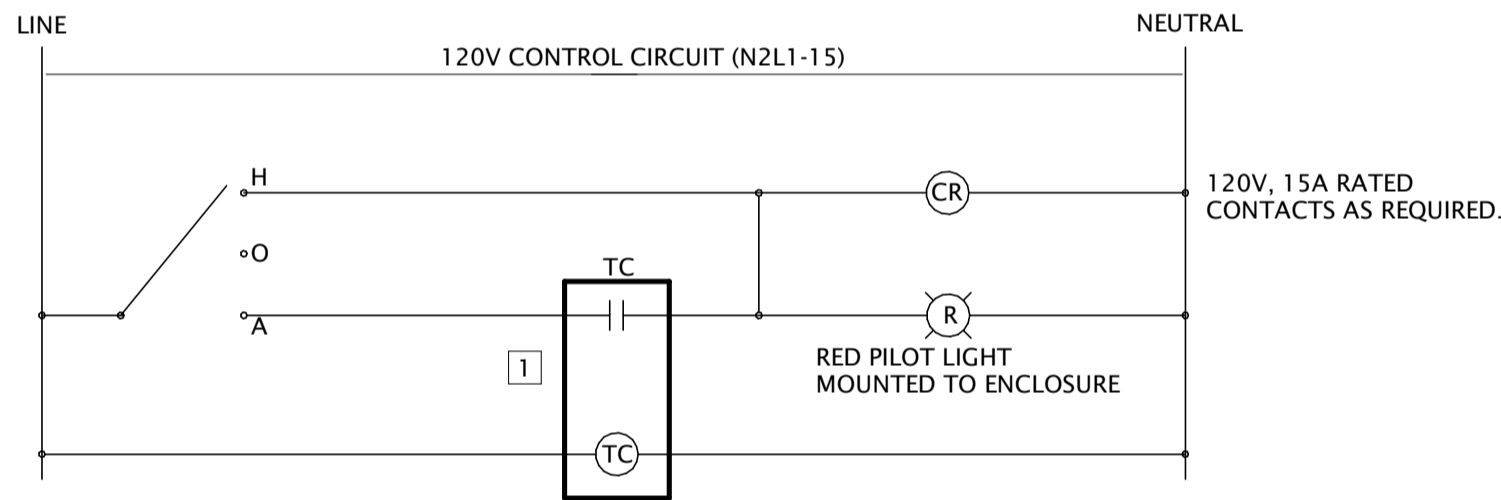 LINE
NEUTRAL
120V CONTROL CIRCUIT (N2L1-15)
H
CR
120V, 15A RATED
CONTACTS AS REQUIRED.
O
TC
A
R
1
RED PILOT LIGHT
MOUNTED TO ENCLOSURE
TC